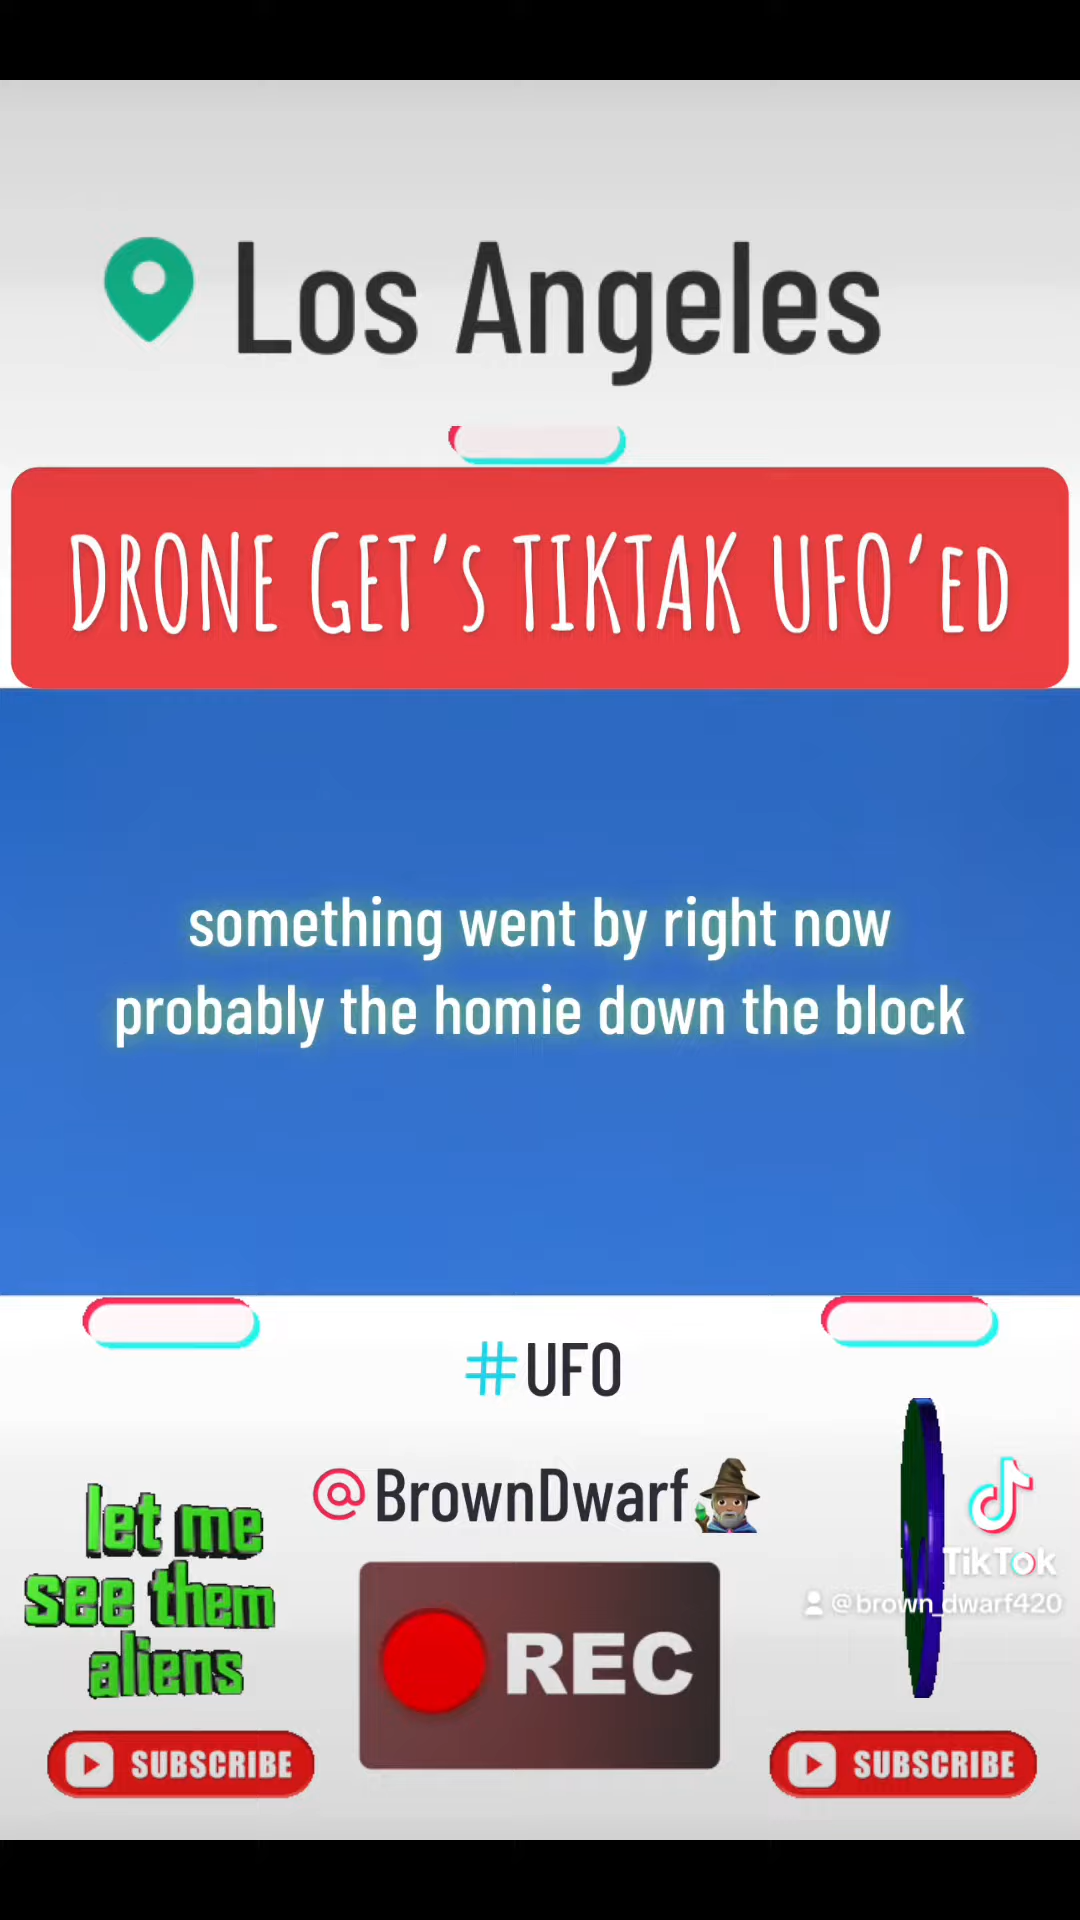 Los Angeles
DRONE GET's TIKTAK UFO'ED
something went by right now
probably the homie down the block
#UFO
@BrownDwarf
let me
see them
aliens
REC
TikTok
@brown_dwarf420
SUBSCRIBE
SUBSCRIBE